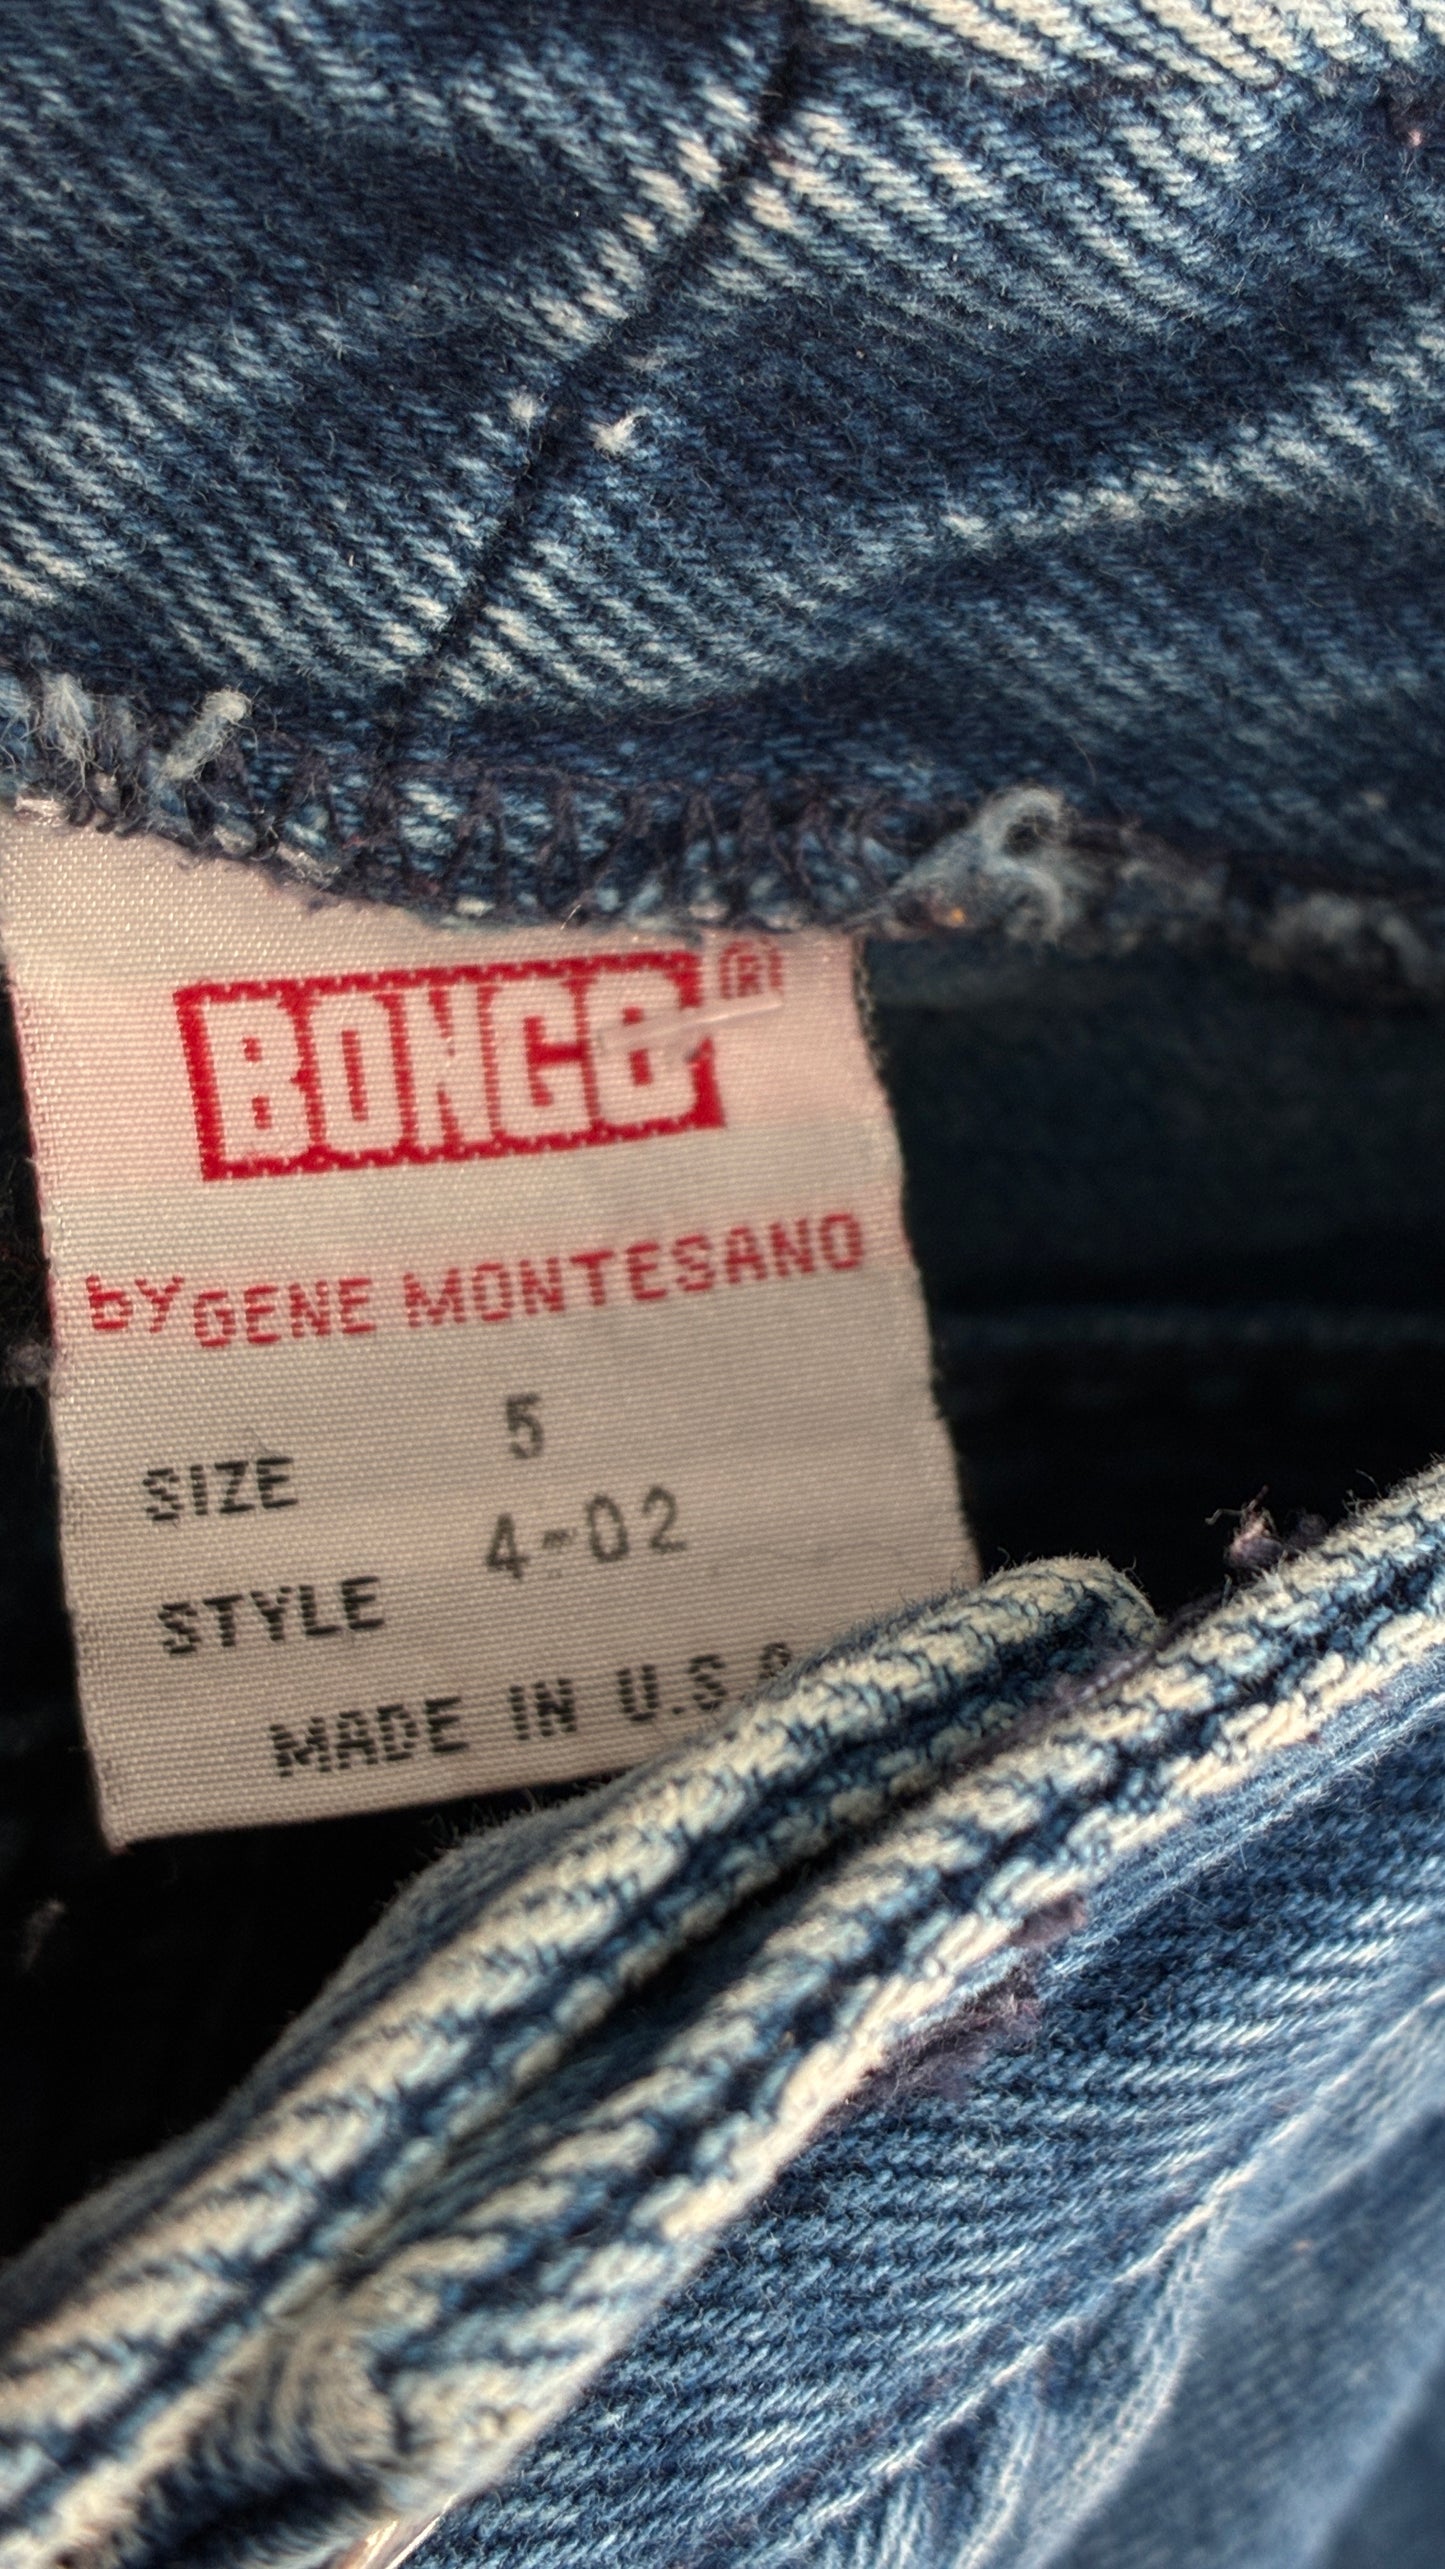 BONGO (R)
by GENE MONTESANO
SIZE 5
STYLE 4-02
MADE IN U.S.A